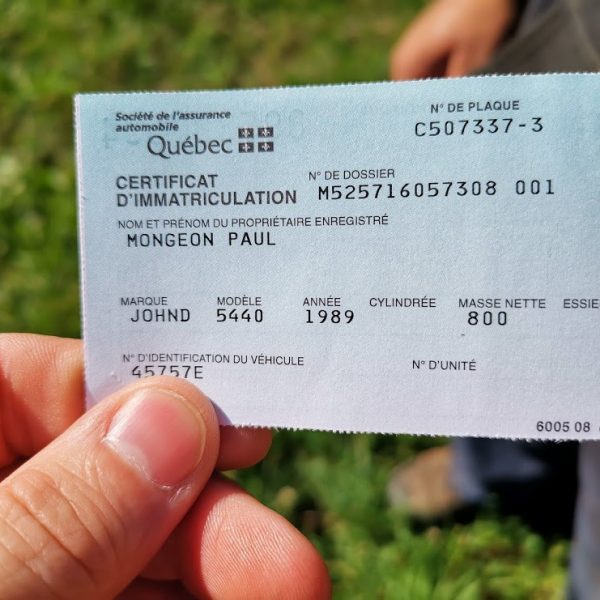 Société de l'assurance
automobile
Québec
N° DE PLAQUE
C507337-3
CERTIFICAT
D'IMMATRICULATION
N° DE DOSSIER
M525716057308 001
NOM ET PRÉNOM DU PROPRIÉTAIRE ENREGISTRÉ
MONGEON PAUL
MARQUE MODÈLE ANNÉE CYLINDRÉE MASSE NETTE ESSIE
JOHND 5440 1989 800
N° D'IDENTIFICATION DU VÉHICULE N° D'UNITÉ
45757E
6005 08